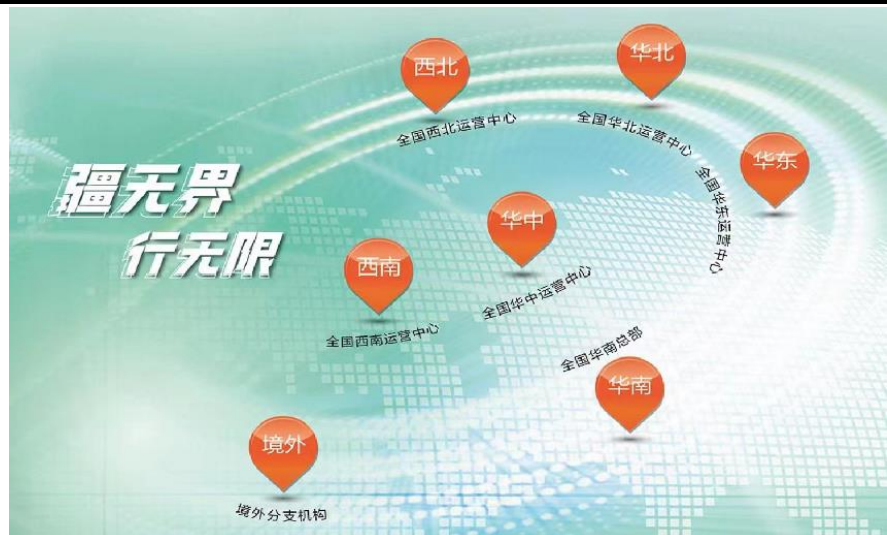 西北
全国西北运营中心
华北
全国华北运营中心
华东
全国华东运营中心
疆无界
行无限
华中
全国华中运营中心
西南
全国西南运营中心
全国华南总部
华南
境外
境外分支机构